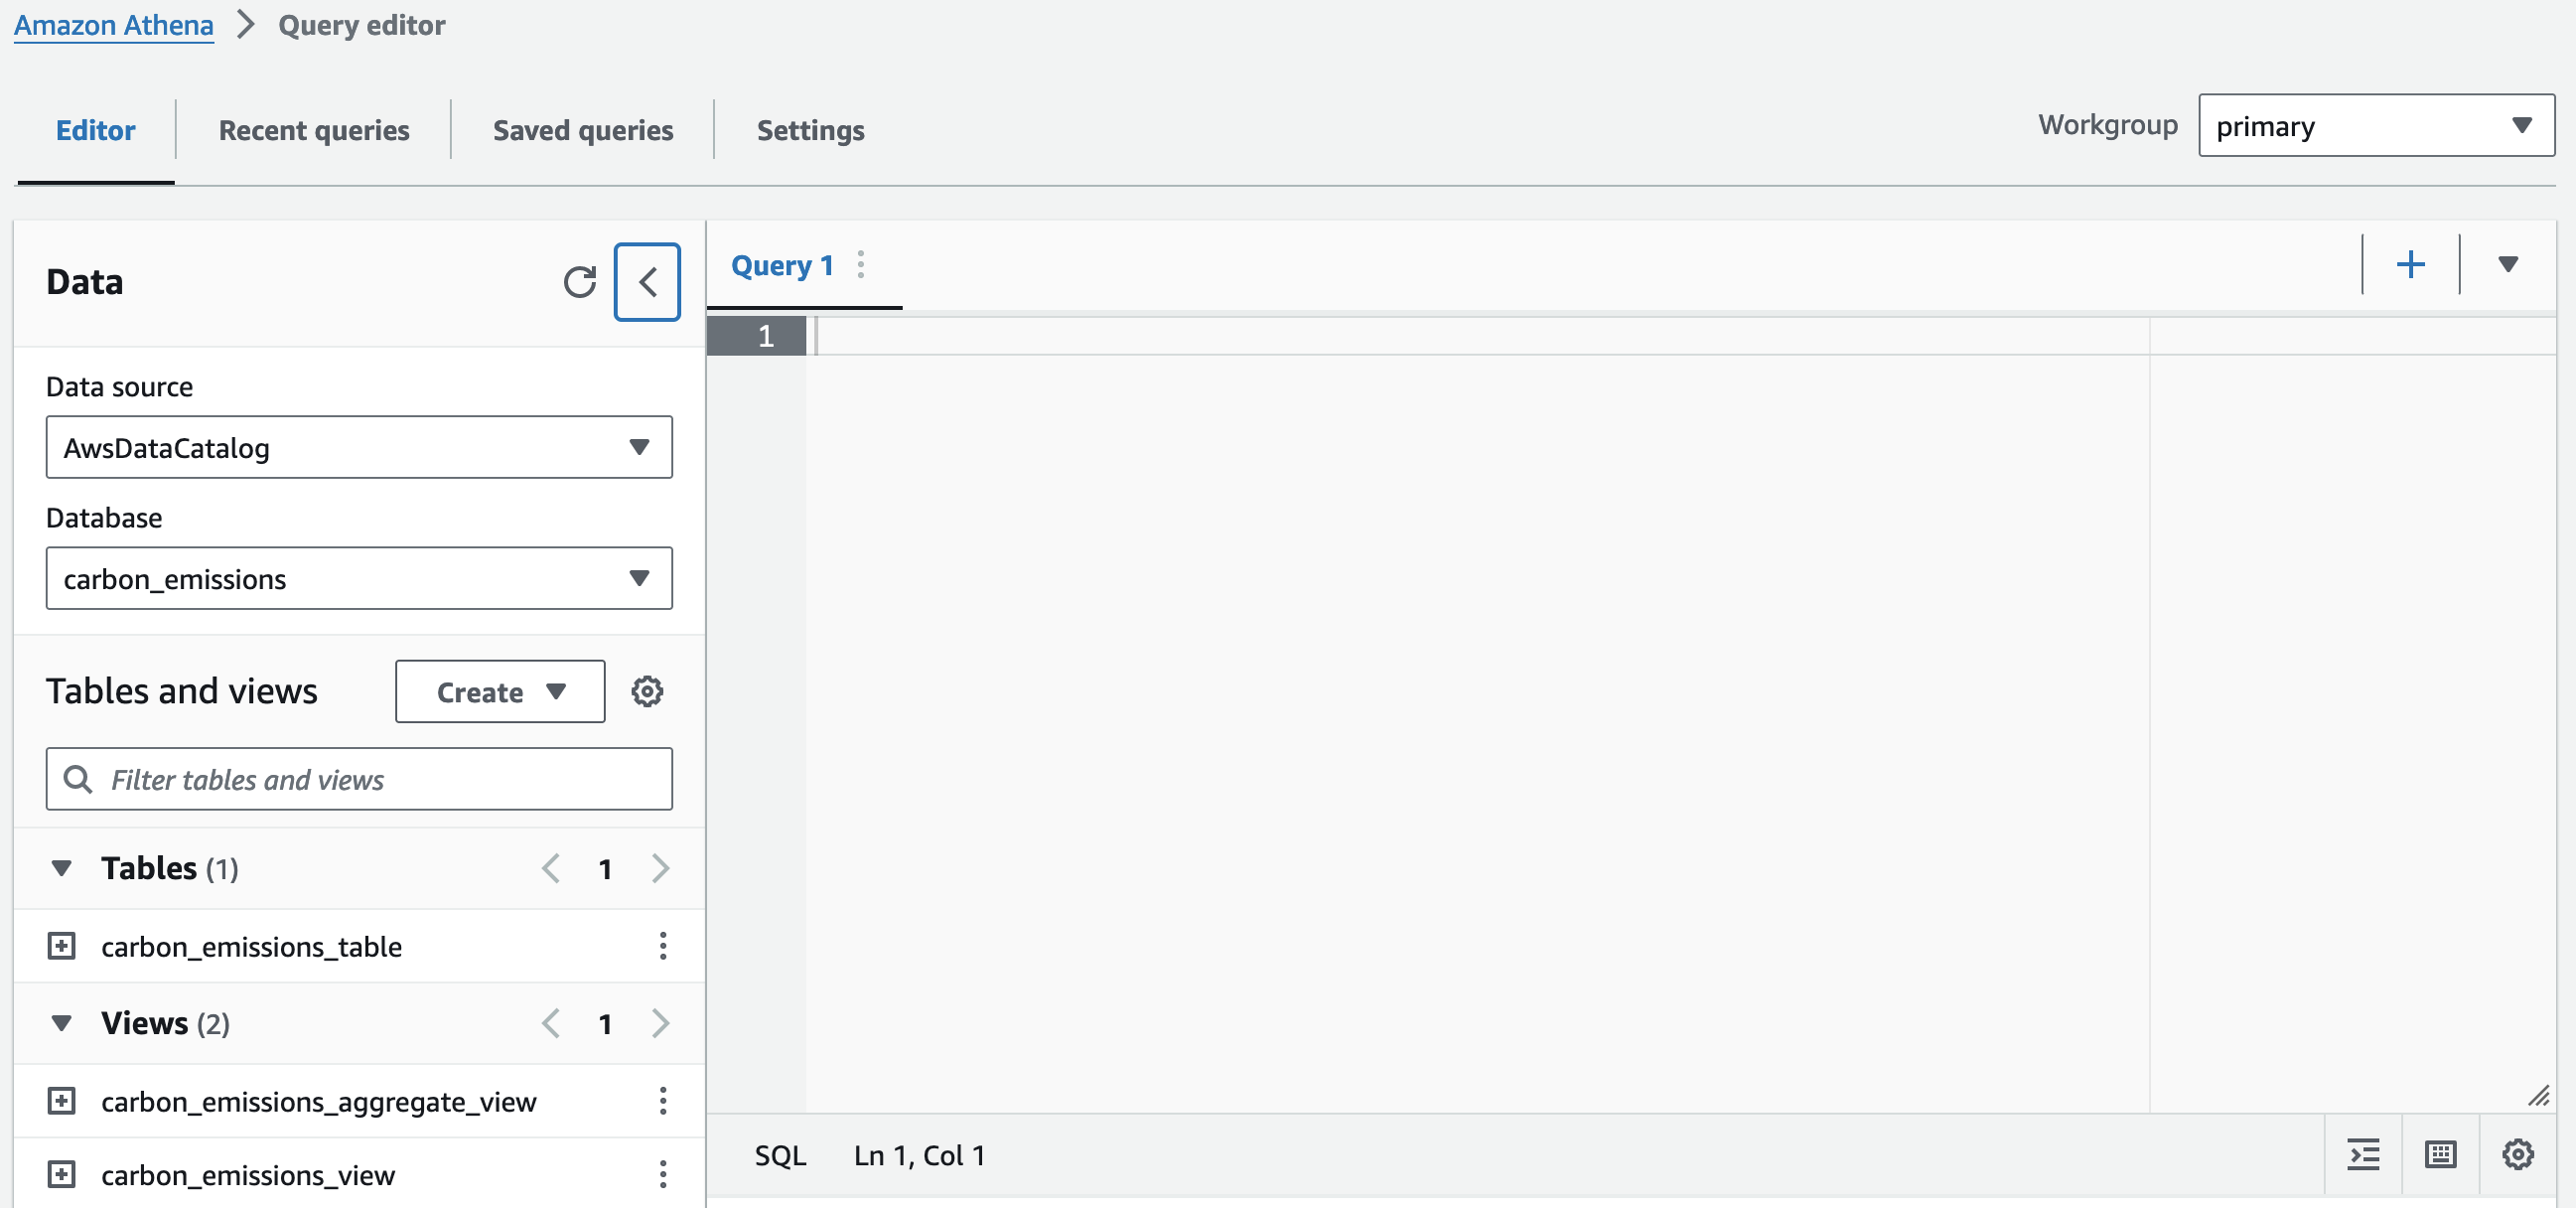 Amazon Athena > Query editor
Editor Recent queries Saved queries Settings Workgroup primary
Data
Data source
AwsDataCatalog
Database
carbon_emissions
Tables and views Create
Filter tables and views
Tables (1) 1
carbon_emissions_table
Views (2) 1
carbon_emissions_aggregate_view
carbon_emissions_view
Query 1
1
SQL Ln 1, Col 1